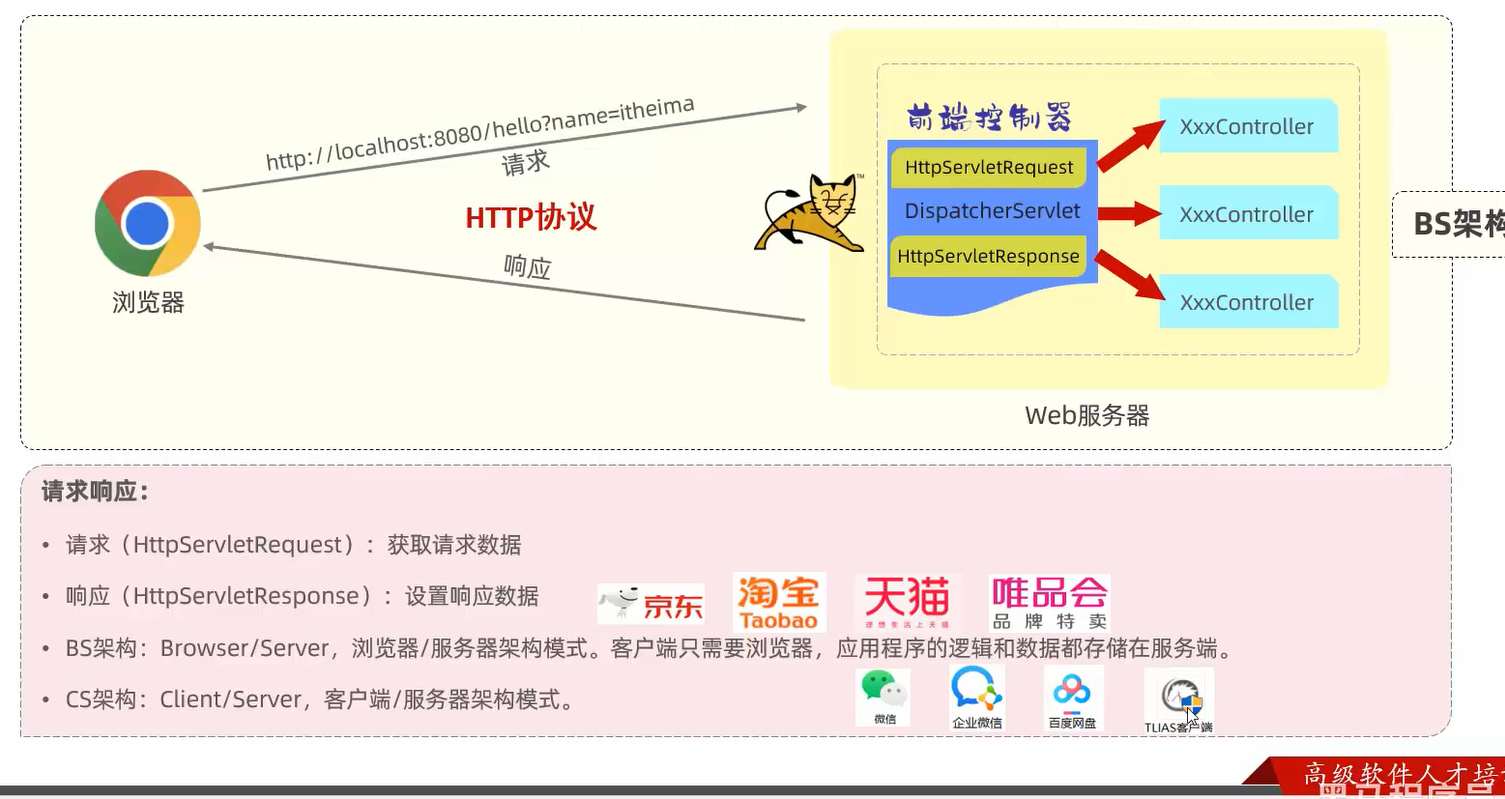 http://localhost:8080/hello?name=itheima
请求
HTTP协议
响应
浏览器
前端控制器
HttpServletRequest
DispatcherServlet
HttpServletResponse
TM
XxxController
XxxController
XxxController
BS架构
Web服务器
请求响应：
• 请求（HttpServletRequest）：获取请求数据
• 响应（HttpServletResponse）：设置响应数据
京东
淘宝
Taobao
天猫
理想生活上天猫
唯品会
品牌特卖
• BS架构：Browser/Server，浏览器/服务器架构模式。客户端只需要浏览器，应用程序的逻辑和数据都存储在服务端。
• CS架构：Client/Server，客户端/服务器架构模式。
微信
企业微信
百度网盘
TLIAS客户端
高级软件人才培